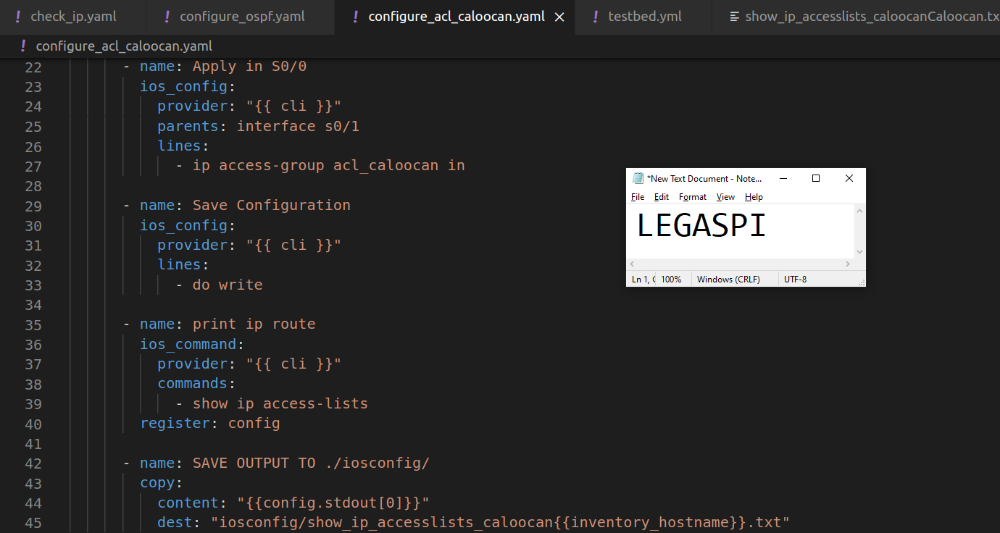 ! check_ip.yaml ! configure_ospf.yaml ! configure_acl_caloocan.yaml × ! testbed.yml show_ip_accesslists_caloocanCaloocan.tx
! configure_acl_caloocan.yaml
22 - name: Apply in S0/0
23 ios_config:
24 provider: "{{ cli }}"
25 parents: interface s0/1
26 lines:
27 - ip access-group acl_caloocan in
28
29 - name: Save Configuration
30 ios_config:
31 provider: "{{ cli }}"
32 lines:
33 - do write
34
35 - name: print ip route
36 ios_command:
37 provider: "{{ cli }}"
38 commands:
39 - show ip access-lists
40 register: config
41
42 - name: SAVE OUTPUT TO ./iosconfig/
43 copy:
44 content: "{{config.stdout[0]}}"
45 dest: "iosconfig/show_ip_accesslists_caloocan{{inventory_hostname}}.txt"
*New Text Document - Note...
File Edit Format View Help
LEGASPI
Ln 1, 100% Windows (CRLF) UTF-8